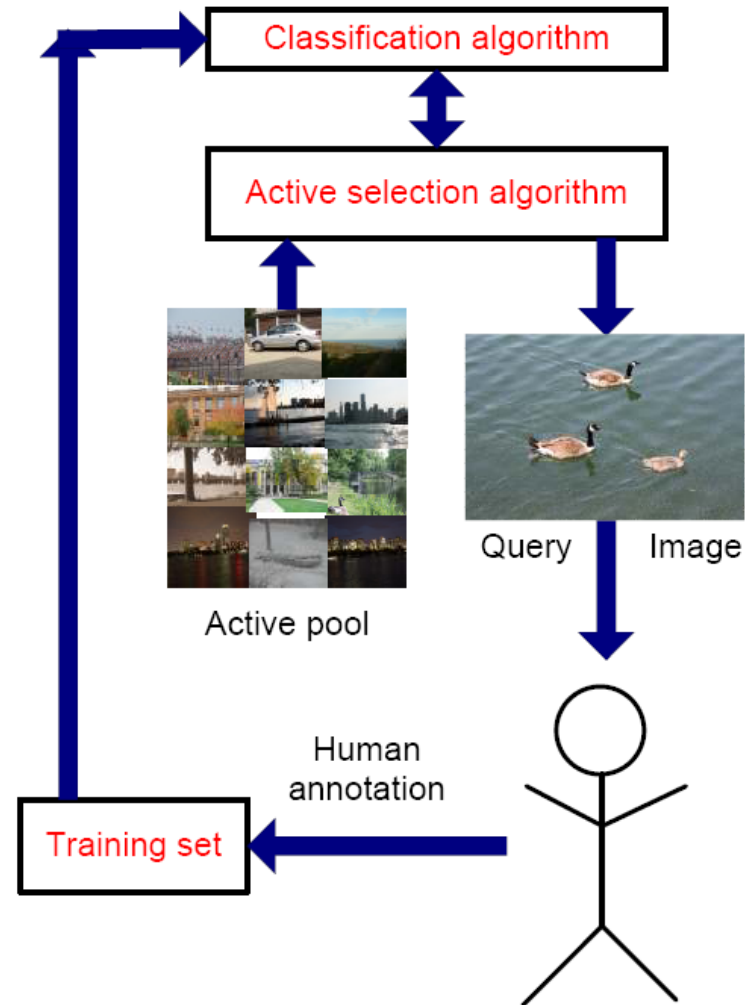 Classification algorithm
Active selection algorithm
Query Image
Active pool
Human
annotation
Training set